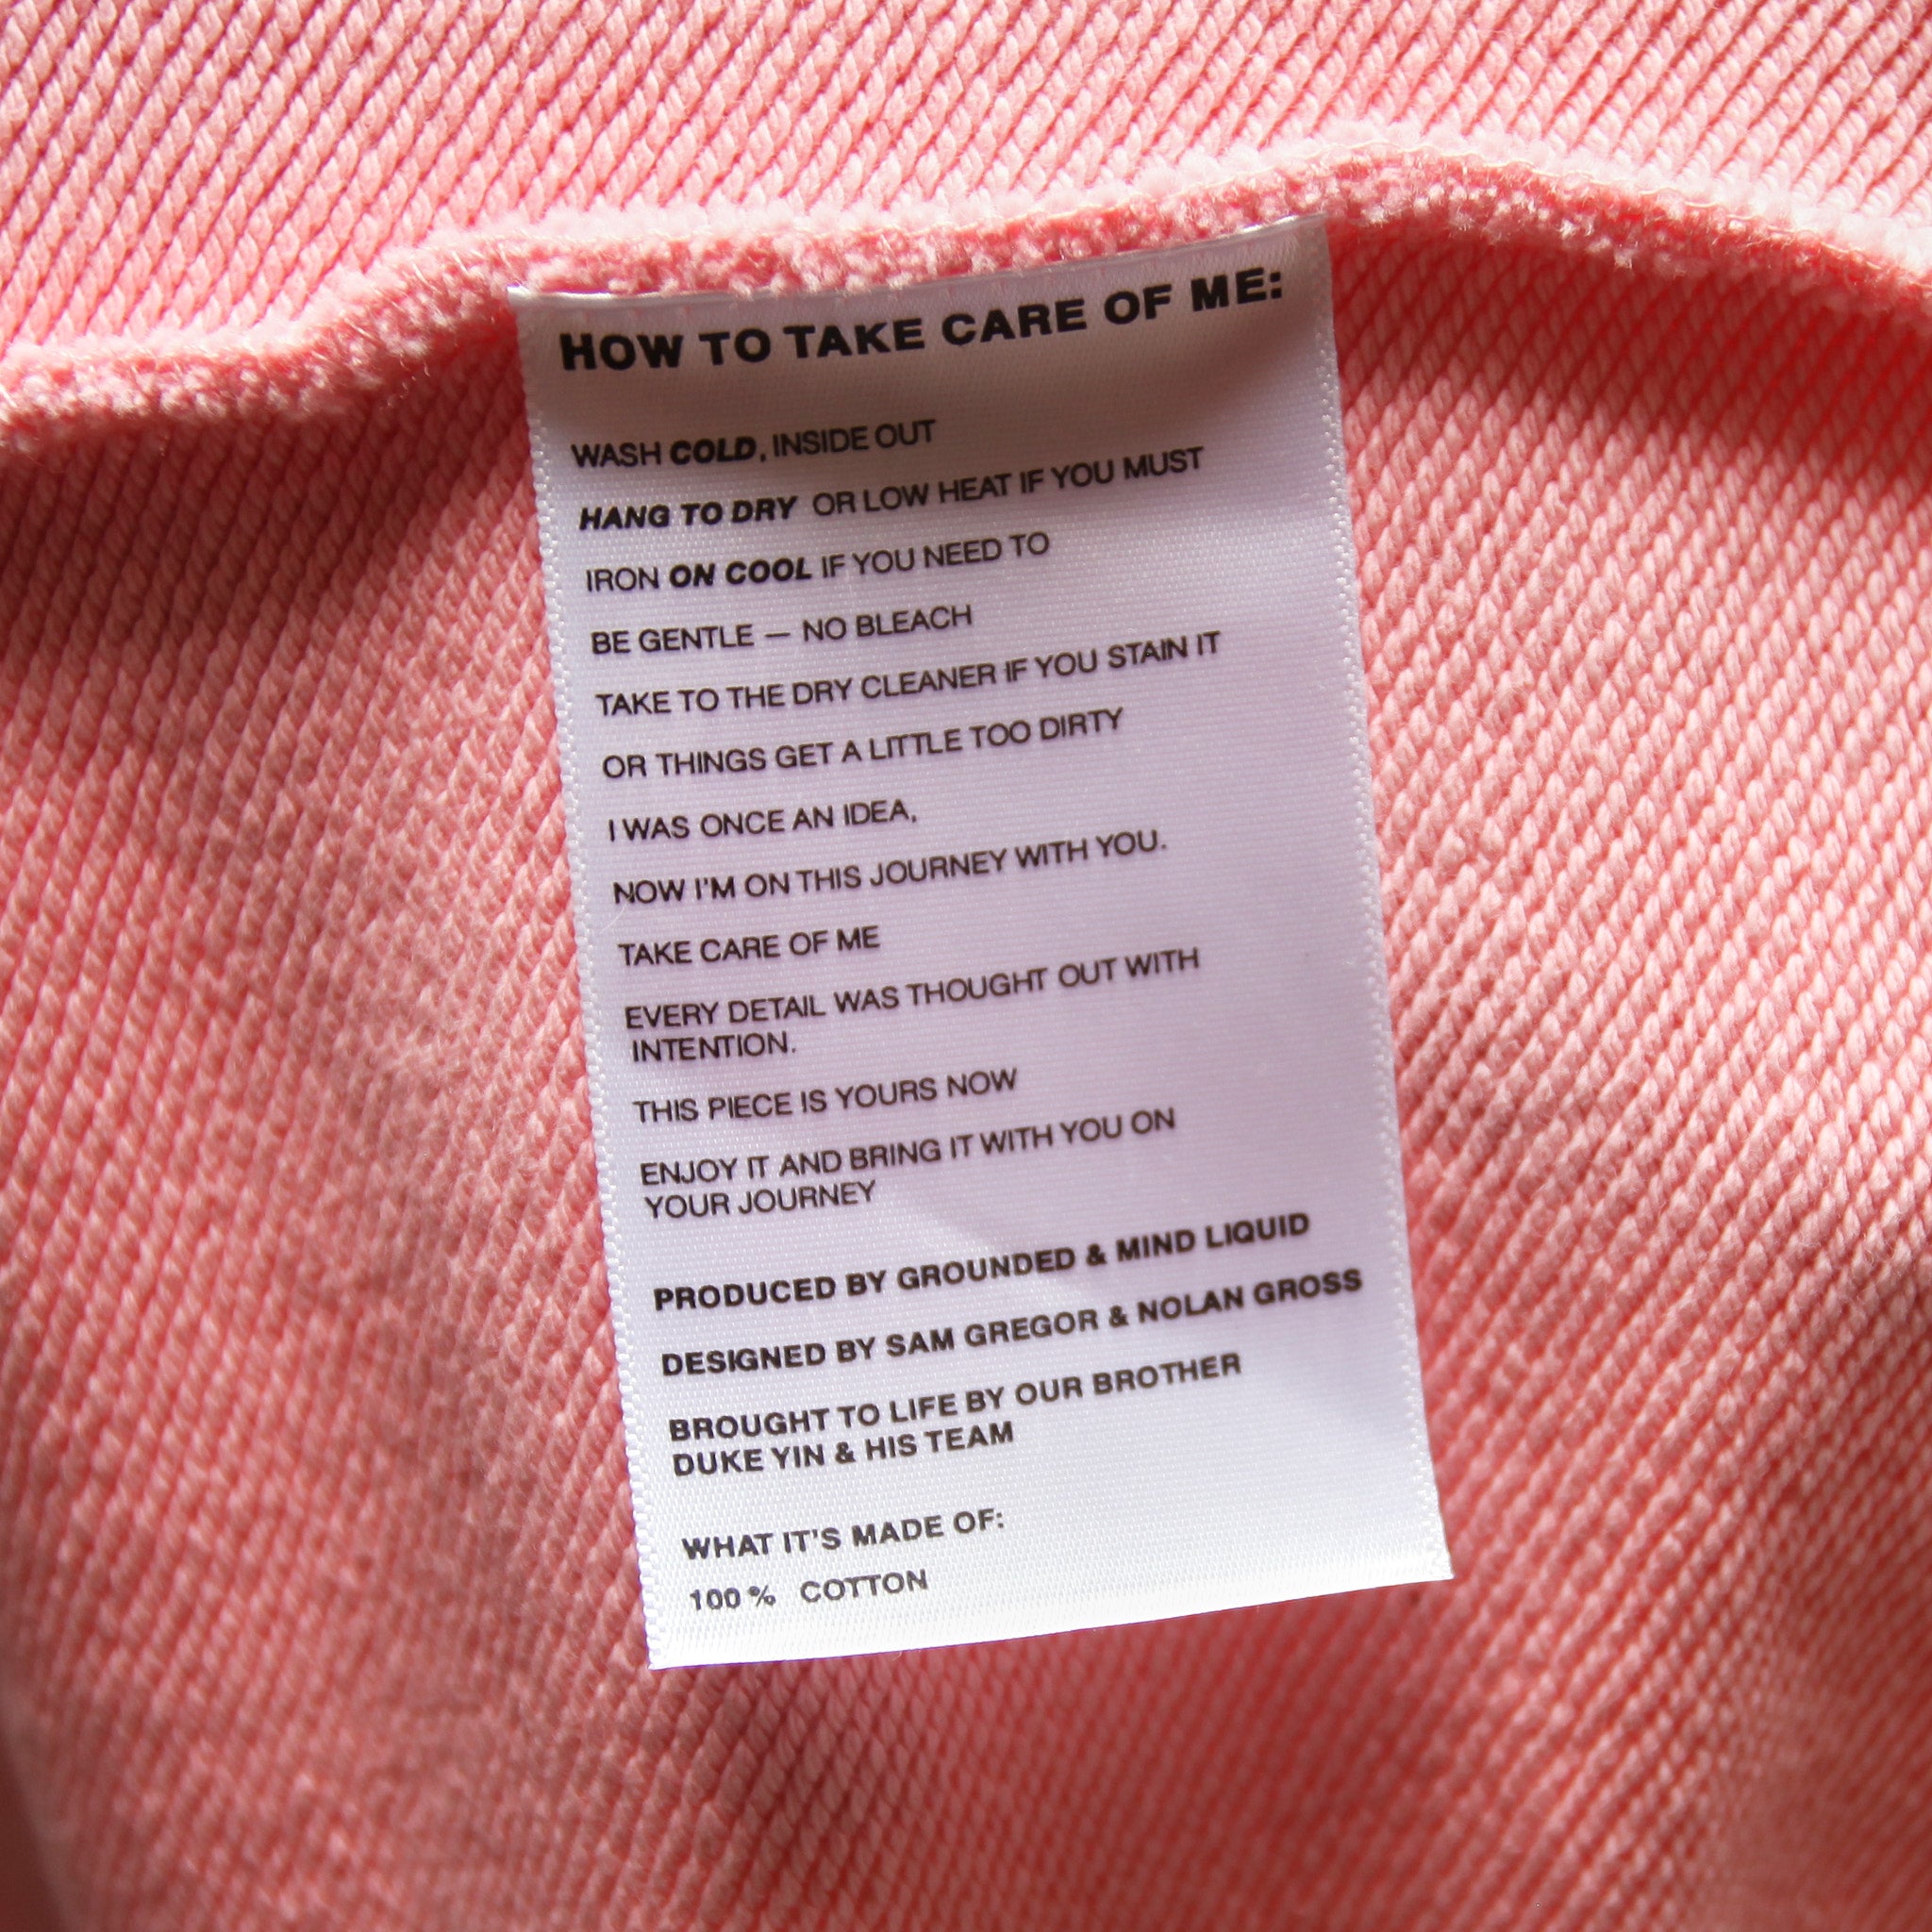 HOW TO TAKE CARE OF ME:
WASH COLD, INSIDE OUT
HANG TO DRY OR LOW HEAT IF YOU MUST
IRON ON COOL IF YOU NEED TO
BE GENTLE — NO BLEACH
TAKE TO THE DRY CLEANER IF YOU STAIN IT
OR THINGS GET A LITTLE TOO DIRTY
I WAS ONCE AN IDEA,
NOW I'M ON THIS JOURNEY WITH YOU.
TAKE CARE OF ME
EVERY DETAIL WAS THOUGHT OUT WITH
INTENTION.
THIS PIECE IS YOURS NOW
ENJOY IT AND BRING IT WITH YOU ON
YOUR JOURNEY
PRODUCED BY GROUNDED & MIND LIQUID
DESIGNED BY SAM GREGOR & NOLAN GROSS
BROUGHT TO LIFE BY OUR BROTHER
DUKE YIN & HIS TEAM
WHAT IT'S MADE OF:
100% COTTON